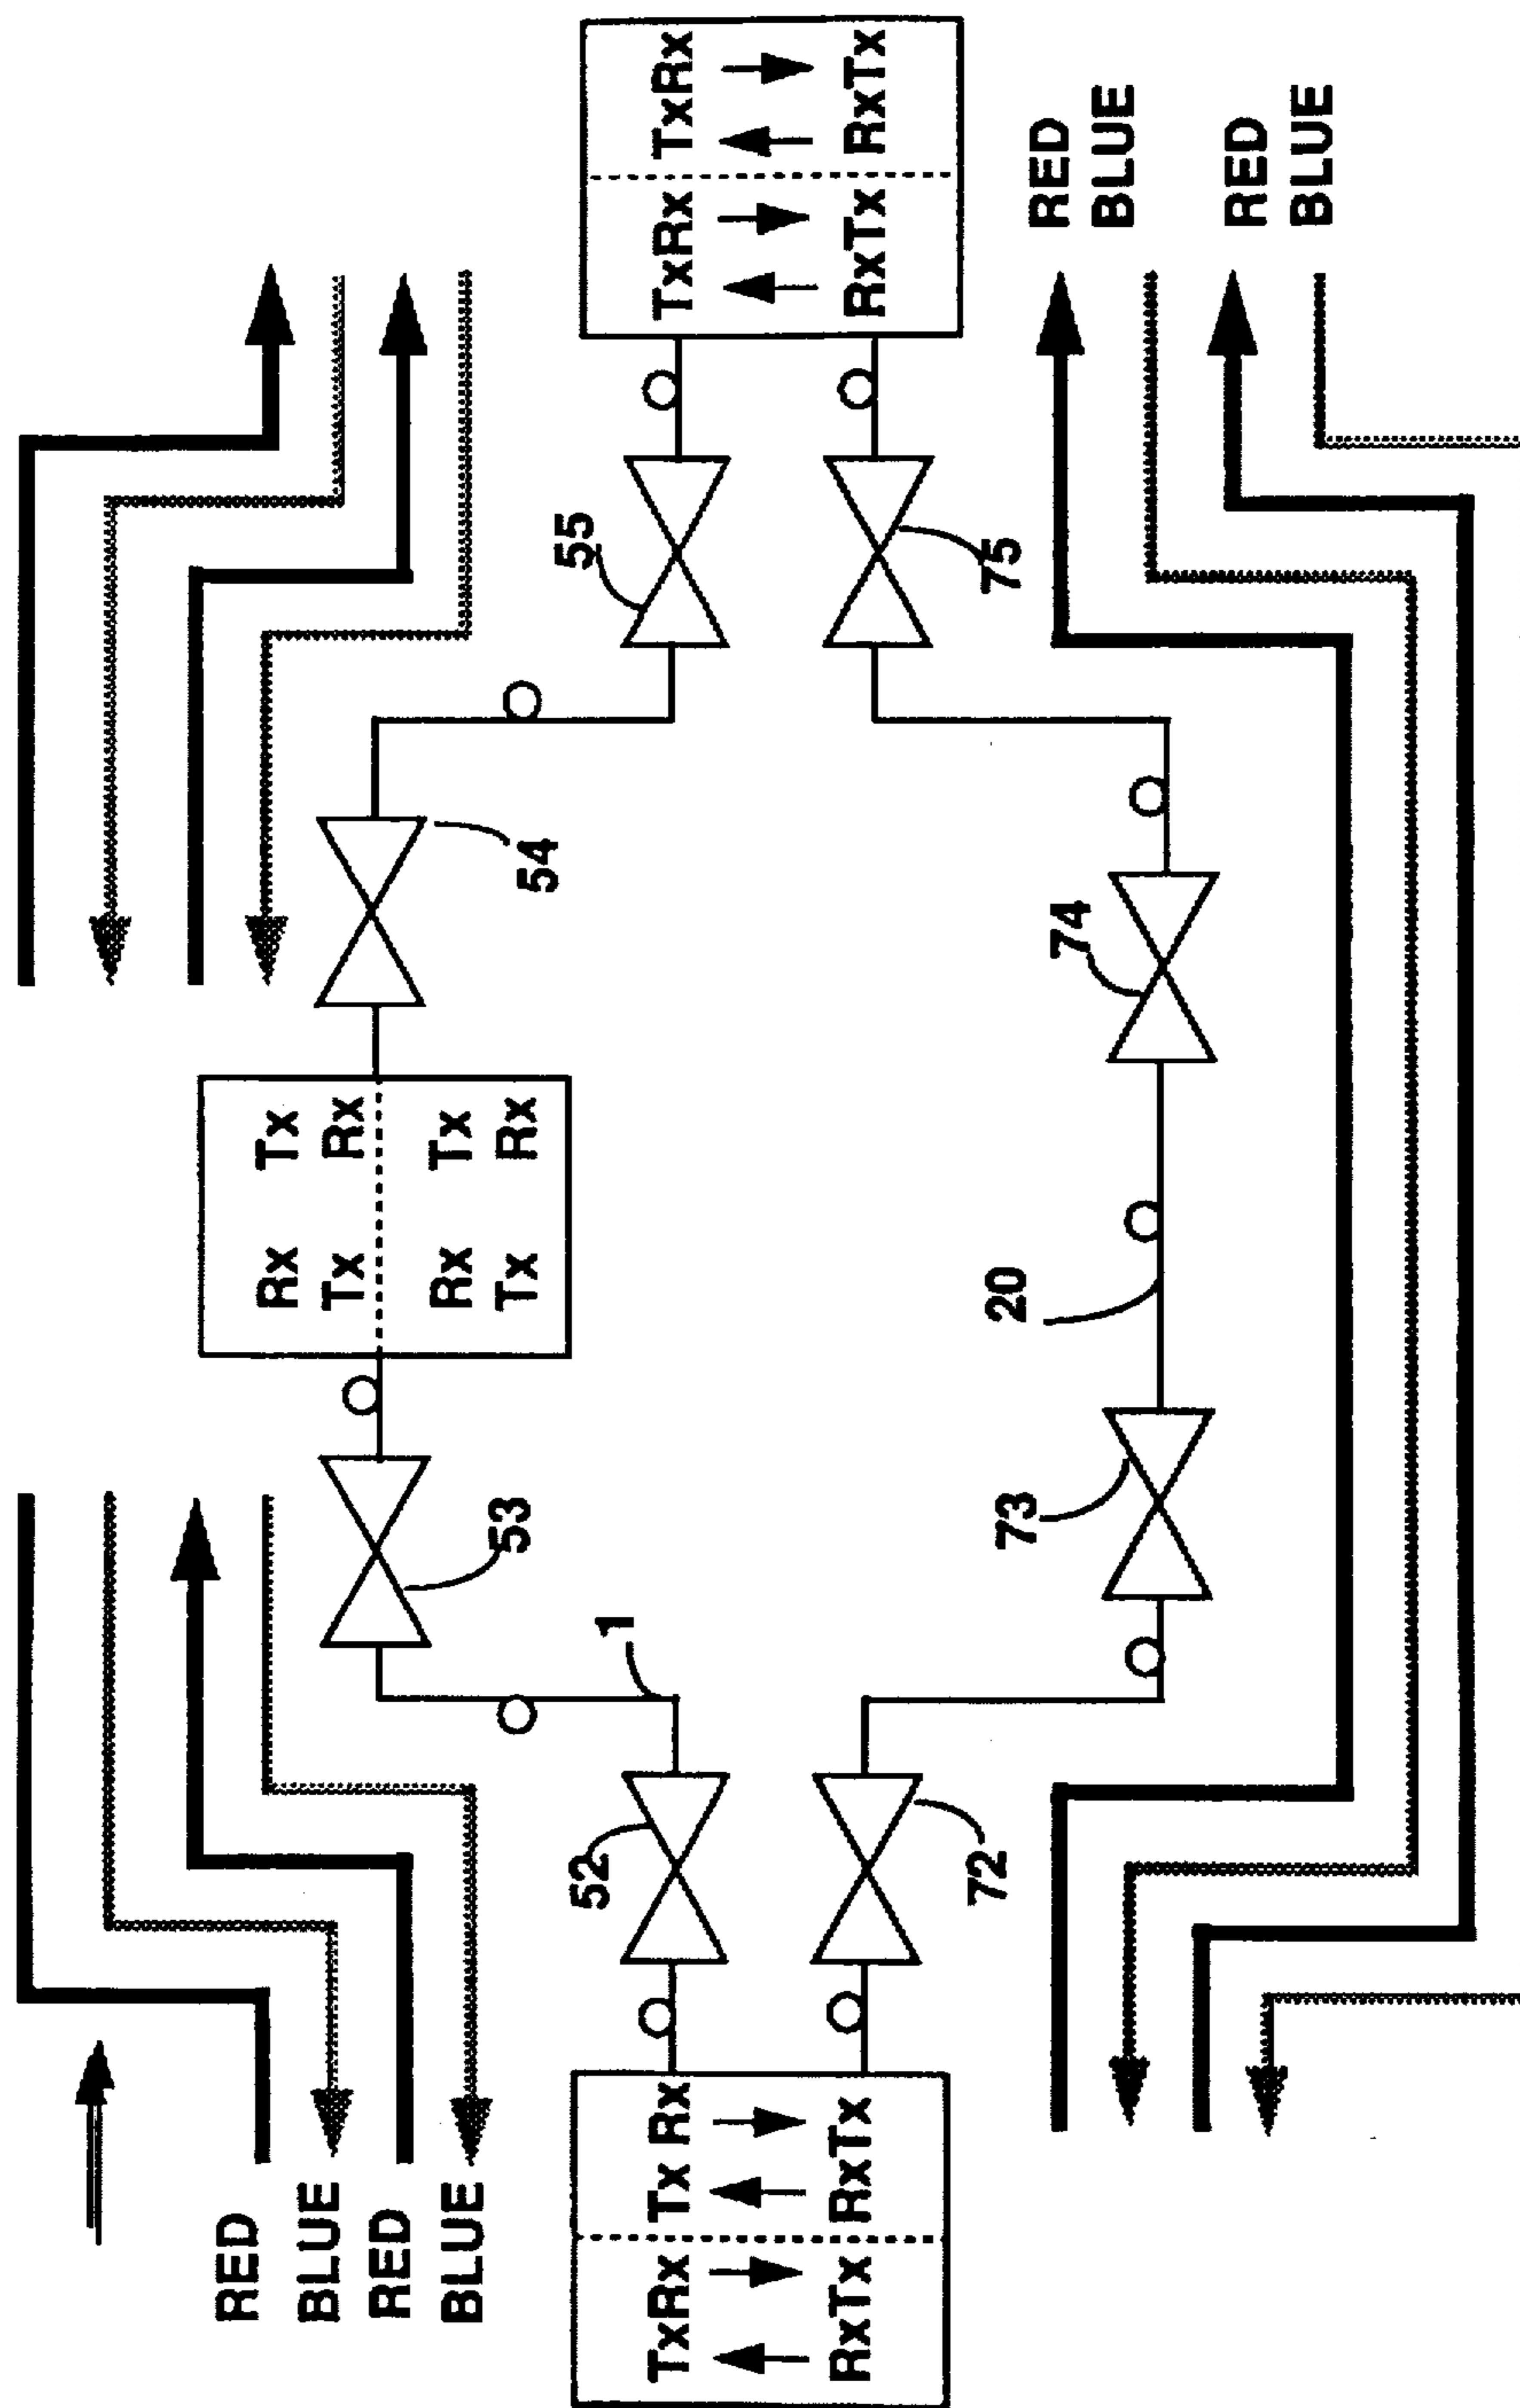 RED
BLUE
RED
BLUE
Rx Tx
Tx Rx
Rx Tx
Tx Rx
53
54
52
1
55
TxRx Tx Rx
RxTx RxTx
TxRx TxRx
RxTx RxTx
72
73
20
74
75
RED
BLUE
RED
BLUE